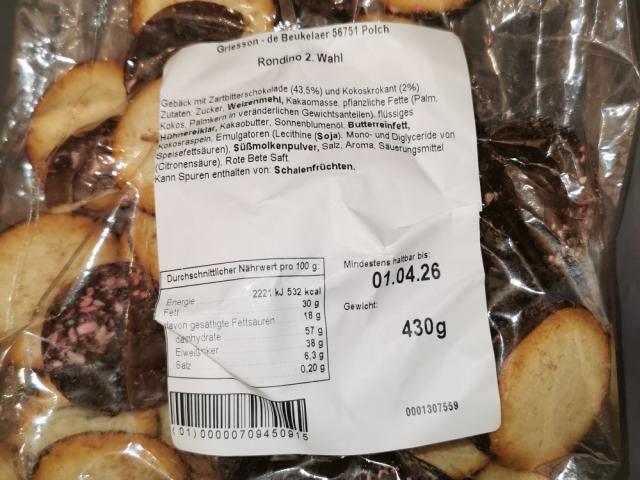 Griesson - de Beukelaer 56751 Polch
Rondino 2. Wahl
Gebäck mit Zartbitterschokolade (43,5%) und Kokoskrokant (2%)
Zutaten: Zucker, Weizenmehl, Kakaomasse, pflanzliche Fette (Palm,
Kokos, Palmkern in veränderlichen Gewichtsanteilen), flüssiges
Hühnereiklar, Kakaobutter, Sonnenblumenöl, Butterreinfett,
Kokosraspeln, Emulgatoren (Lecithine (Soja), Mono- und Diglyceride von
Speisefettsäuren), Süßmolkenpulver, Salz, Aroma, Säuerungsmittel
(Citronensäure), Rote Bete Saft.
Kann Spuren enthalten von: Schalenfrüchten.
Durchschnittlicher Nährwert pro 100 g:
Energie 2221 kJ 532 kcal
Fett 30 g
davon gesättigte Fettsäuren 18 g
57 g
38 g
6,3 g
Salz 0,20 g
Mindestens haltbar bis:
01.04.26
Gewicht:
430g
0001307559
(01)00000709450915